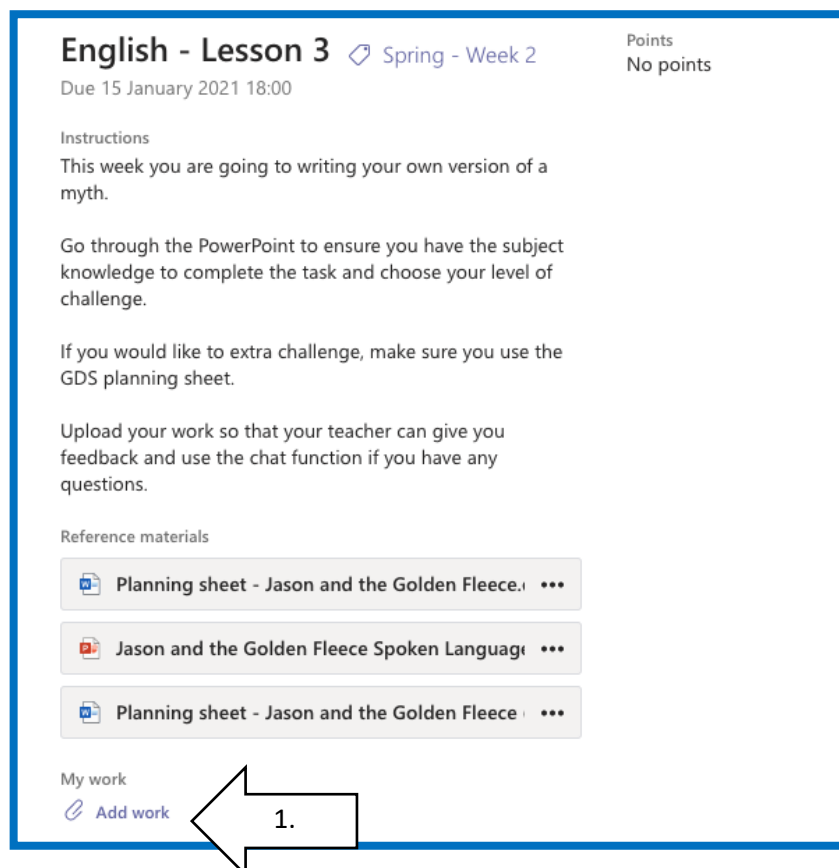 English - Lesson 3 Spring - Week 2
Due 15 January 2021 18:00
Points
No points
Instructions
This week you are going to writing your own version of a
myth.
Go through the PowerPoint to ensure you have the subject
knowledge to complete the task and choose your level of
challenge.
If you would like to extra challenge, make sure you use the
GDS planning sheet.
Upload your work so that your teacher can give you
feedback and use the chat function if you have any
questions.
Reference materials
Planning sheet - Jason and the Golden Fleece.
Jason and the Golden Fleece Spoken Language
Planning sheet - Jason and the Golden Fleece
My work
Add work
1.